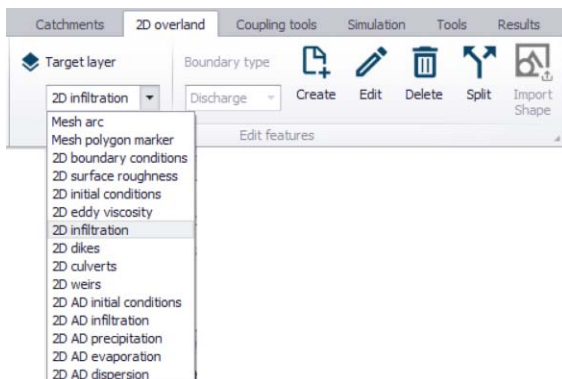 Catchments 2D overland Coupling tools Simulation Tools Results
Target layer Boundary type
2D infiltration Discharge Create Edit Delete Split Import Shape
Edit features
Mesh arc
Mesh polygon marker
2D boundary conditions
2D surface roughness
2D initial conditions
2D eddy viscosity
2D infiltration
2D dikes
2D culverts
2D weirs
2D AD initial conditions
2D AD infiltration
2D AD precipitation
2D AD evaporation
2D AD dispersion